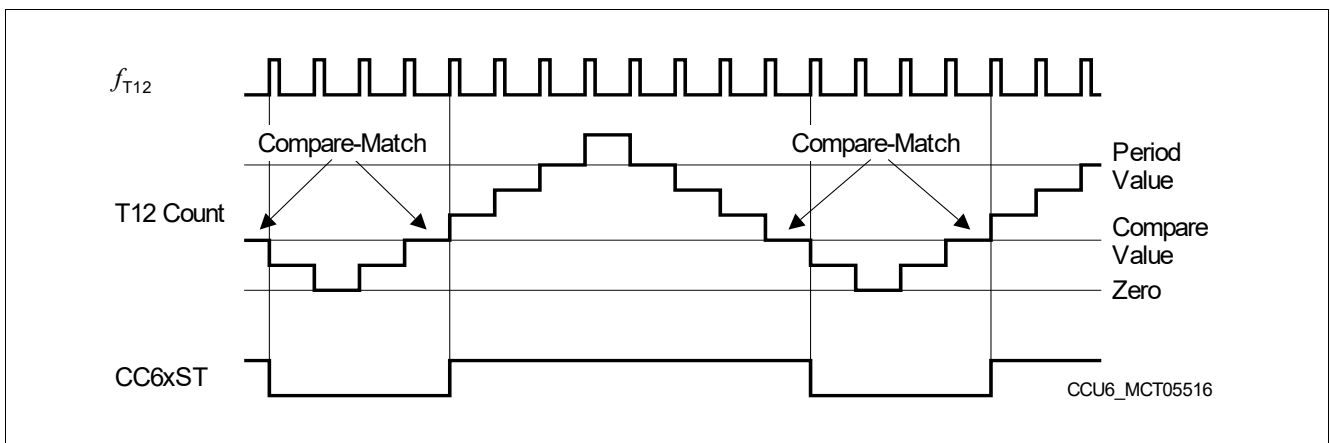 fT12
Compare-Match
Compare-Match
Period
Value
T12 Count
Compare
Value
Zero
CC6xST
CCU6_MCT05516